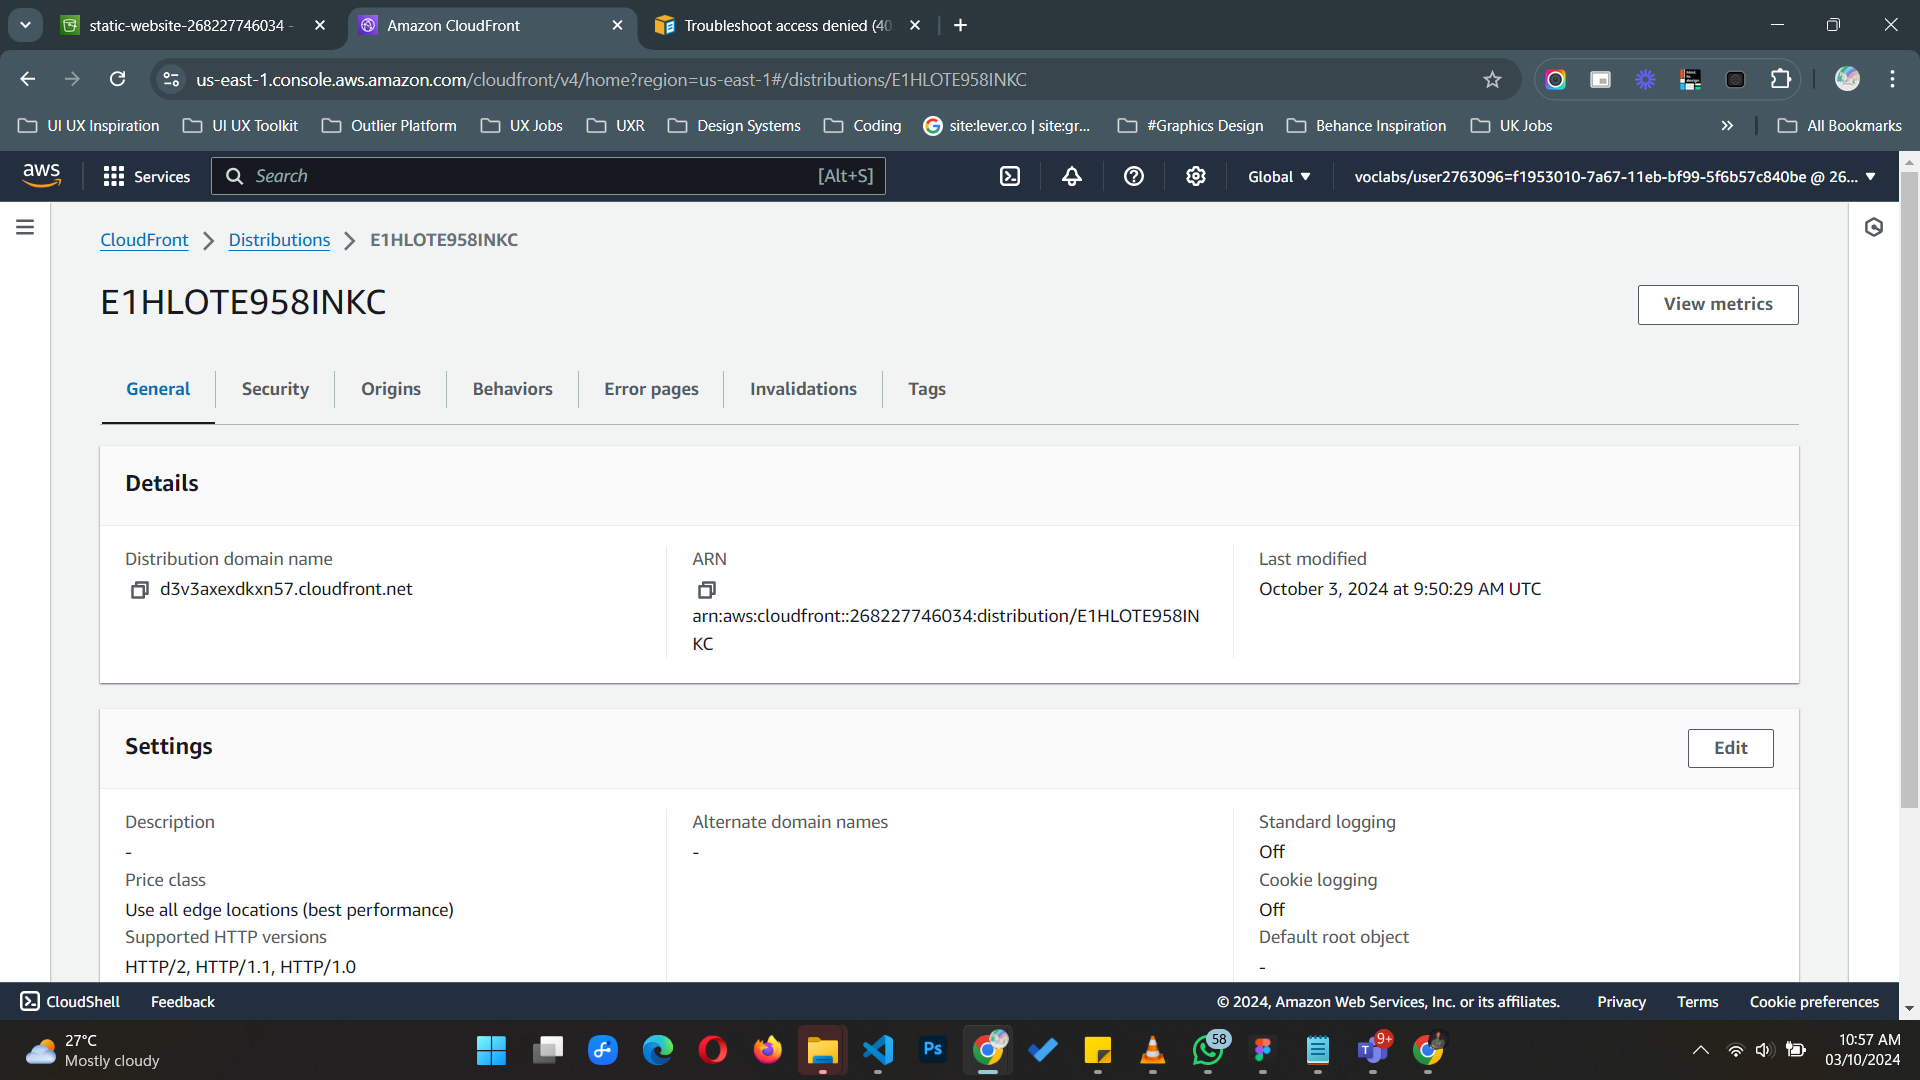 static-website-268227746034 -
Amazon CloudFront
Troubleshoot access denied (40
us-east-1.console.aws.amazon.com/cloudfront/v4/home?region=us-east-1#/distributions/E1HLOTE958INKC
UI UX Inspiration
UI UX Toolkit
Outlier Platform
UX Jobs
UXR
Design Systems
Coding
site:lever.co | site:gr...
#Graphics Design
Behance Inspiration
UK Jobs
All Bookmarks
aws
Services
Search
[Alt+S]
Global
voclabs/user2763096=f1953010-7a67-11eb-bf99-5f6b57c840be @ 26...
CloudFront
Distributions
E1HLOTE958INKC
E1HLOTE958INKC
View metrics
General
Security
Origins
Behaviors
Error pages
Invalidations
Tags
Details
Distribution domain name
d3v3axexdkxn57.cloudfront.net
ARN
arn:aws:cloudfront::268227746034:distribution/E1HLOTE958IN
KC
Last modified
October 3, 2024 at 9:50:29 AM UTC
Settings
Edit
Description
-
Price class
Use all edge locations (best performance)
Supported HTTP versions
HTTP/2, HTTP/1.1, HTTP/1.0
Alternate domain names
-
Standard logging
Off
Cookie logging
Off
Default root object
-
CloudShell
Feedback
© 2024, Amazon Web Services, Inc. or its affiliates.
Privacy
Terms
Cookie preferences
27°C
Mostly cloudy
Ps
58
9+
10:57 AM
03/10/2024